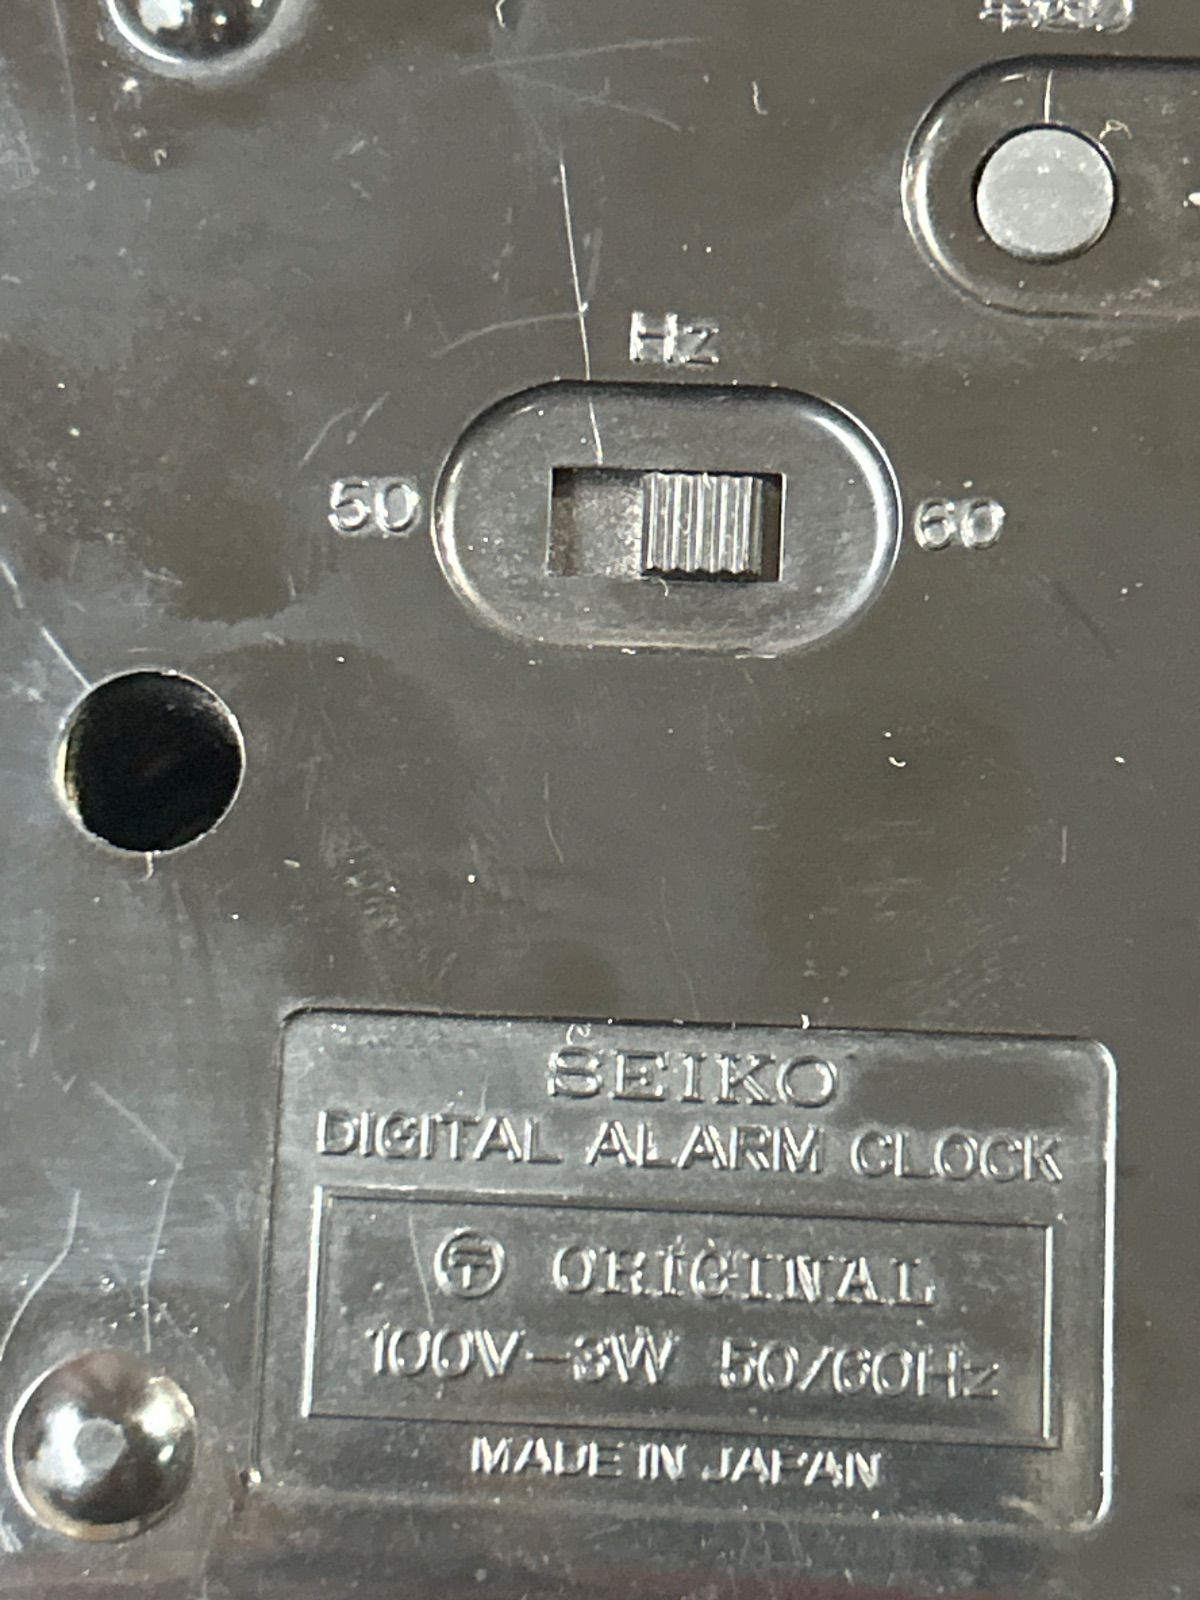 Hz
50
60
SEIKO
DIGITAL ALARM CLOCK
〒 ORIGINAL
100V-3W 50/60Hz
MADE IN JAPAN